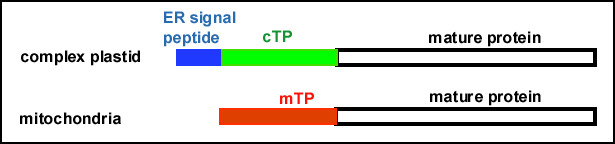 ER signal
peptide
cTP
mature protein
complex plastid
mTP
mature protein
mitochondria